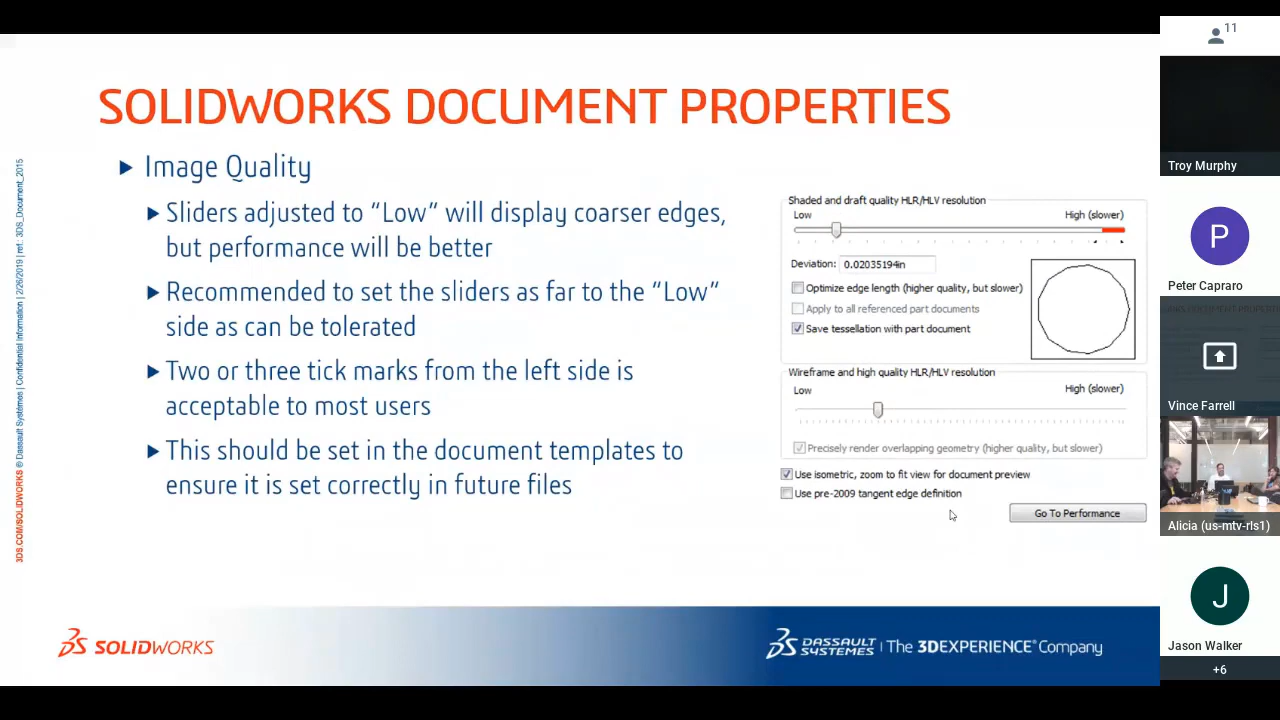 SOLIDWORKS DOCUMENT PROPERTIES
Image Quality
Sliders adjusted to “Low” will display coarser edges,
but performance will be better
Recommended to set the sliders as far to the “Low”
side as can be tolerated
Two or three tick marks from the left side is
acceptable to most users
This should be set in the document templates to
ensure it is set correctly in future files
Shaded and draft quality HLR/HLV resolution
Low High (slower)
Deviation: 0.02035194in
Optimize edge length (higher quality, but slower)
Apply to all referenced part documents
Save tessellation with part document
Wireframe and high quality HLR/HLV resolution
Low High (slower)
Precisely render overlapping geometry (higher quality, but slower)
Use isometric, zoom to fit view for document preview
Use pre-2009 tangent edge definition
Go To Performance
3DS.COM/SOLIDWORKS © Dassault Systèmes | Confidential Information | 2/26/2019 | ref.: 3DS_Document_2015
SOLIDWORKS
DASSAULT SYSTEMES | The 3DEXPERIENCE® Company
11
Troy Murphy
P
Peter Capraro
Vince Farrell
Alicia (us-mtv-rls1)
J
Jason Walker
+6